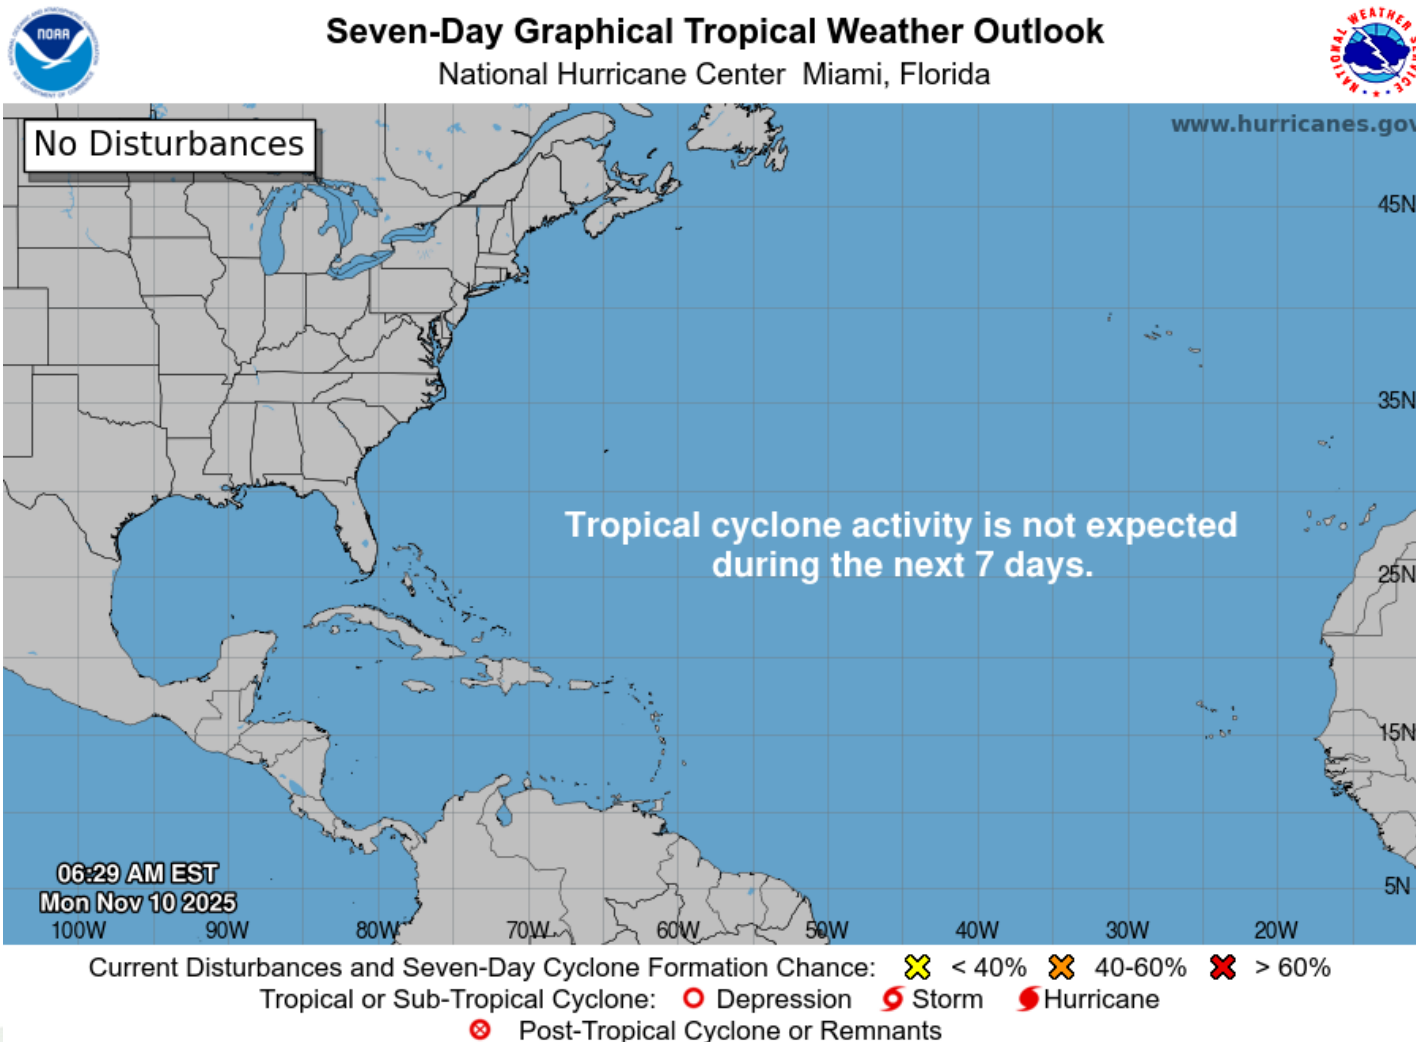 Seven-Day Graphical Tropical Weather Outlook
National Hurricane Center  Miami, Florida
NOAA
No Disturbances
www.hurricanes.gov
45N
35N
Tropical cyclone activity is not expected
during the next 7 days.
25N
15N
5N
06:29 AM EST
Mon Nov 10 2025
100W 90W 80W 70W 60W 50W 40W 30W 20W
Current Disturbances and Seven-Day Cyclone Formation Chance: < 40% 40-60% > 60%
Tropical or Sub-Tropical Cyclone: Depression Storm Hurricane
Post-Tropical Cyclone or Remnants